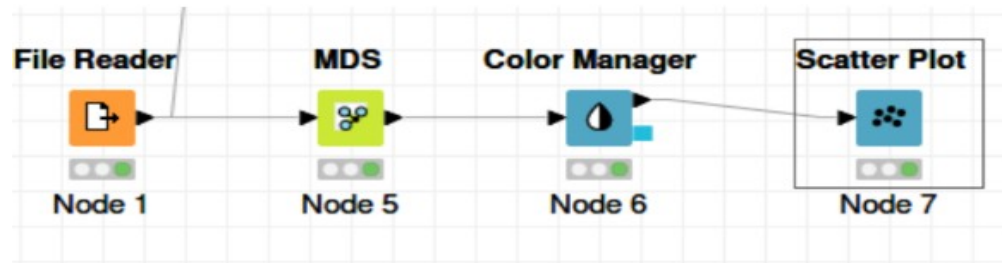 File Reader
MDS
Color Manager
Scatter Plot
Node 1
Node 5
Node 6
Node 7